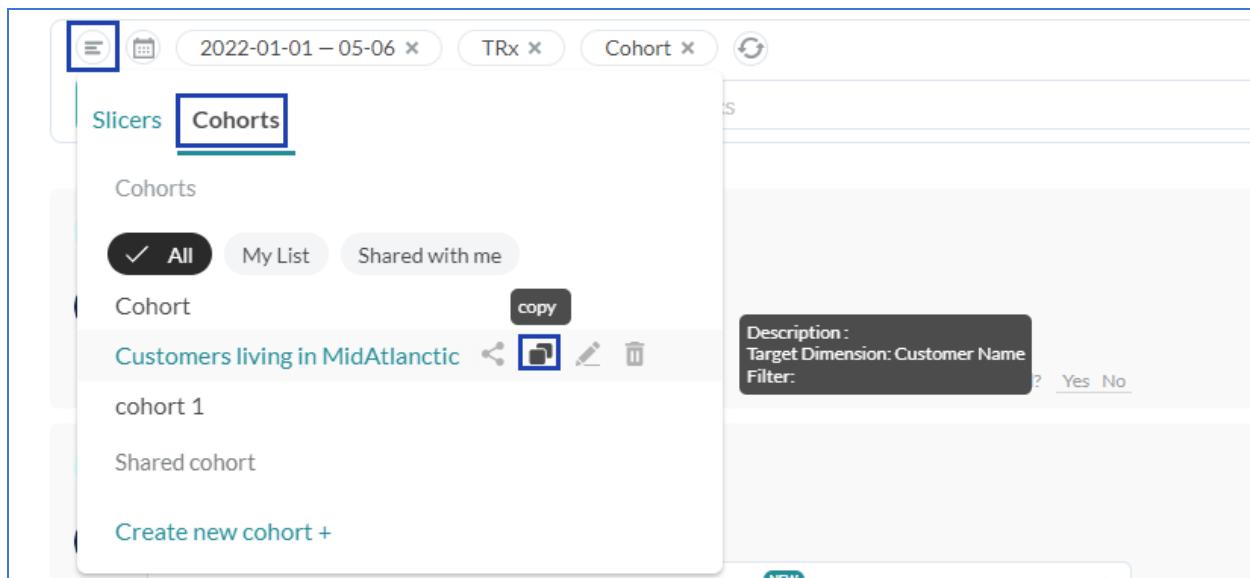 2022-01-01 — 05-06 × TRx × Cohort ×
Slicers Cohorts
Cohorts
✓ All My List Shared with me
Cohort
copy
Customers living in MidAtlanctic
Description :
Target Dimension: Customer Name
Filter:
? Yes No
cohort 1
Shared cohort
Create new cohort +
NEW